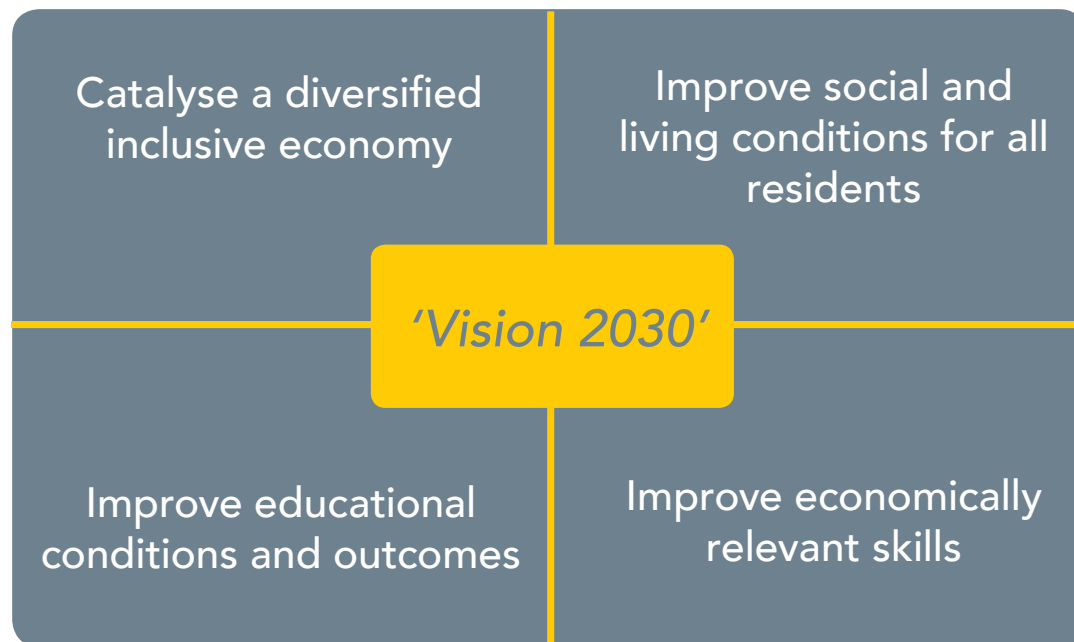 Catalyse a diversified
inclusive economy
Improve social and
living conditions for all
residents
‘Vision 2030’
Improve educational
conditions and outcomes
Improve economically
relevant skills